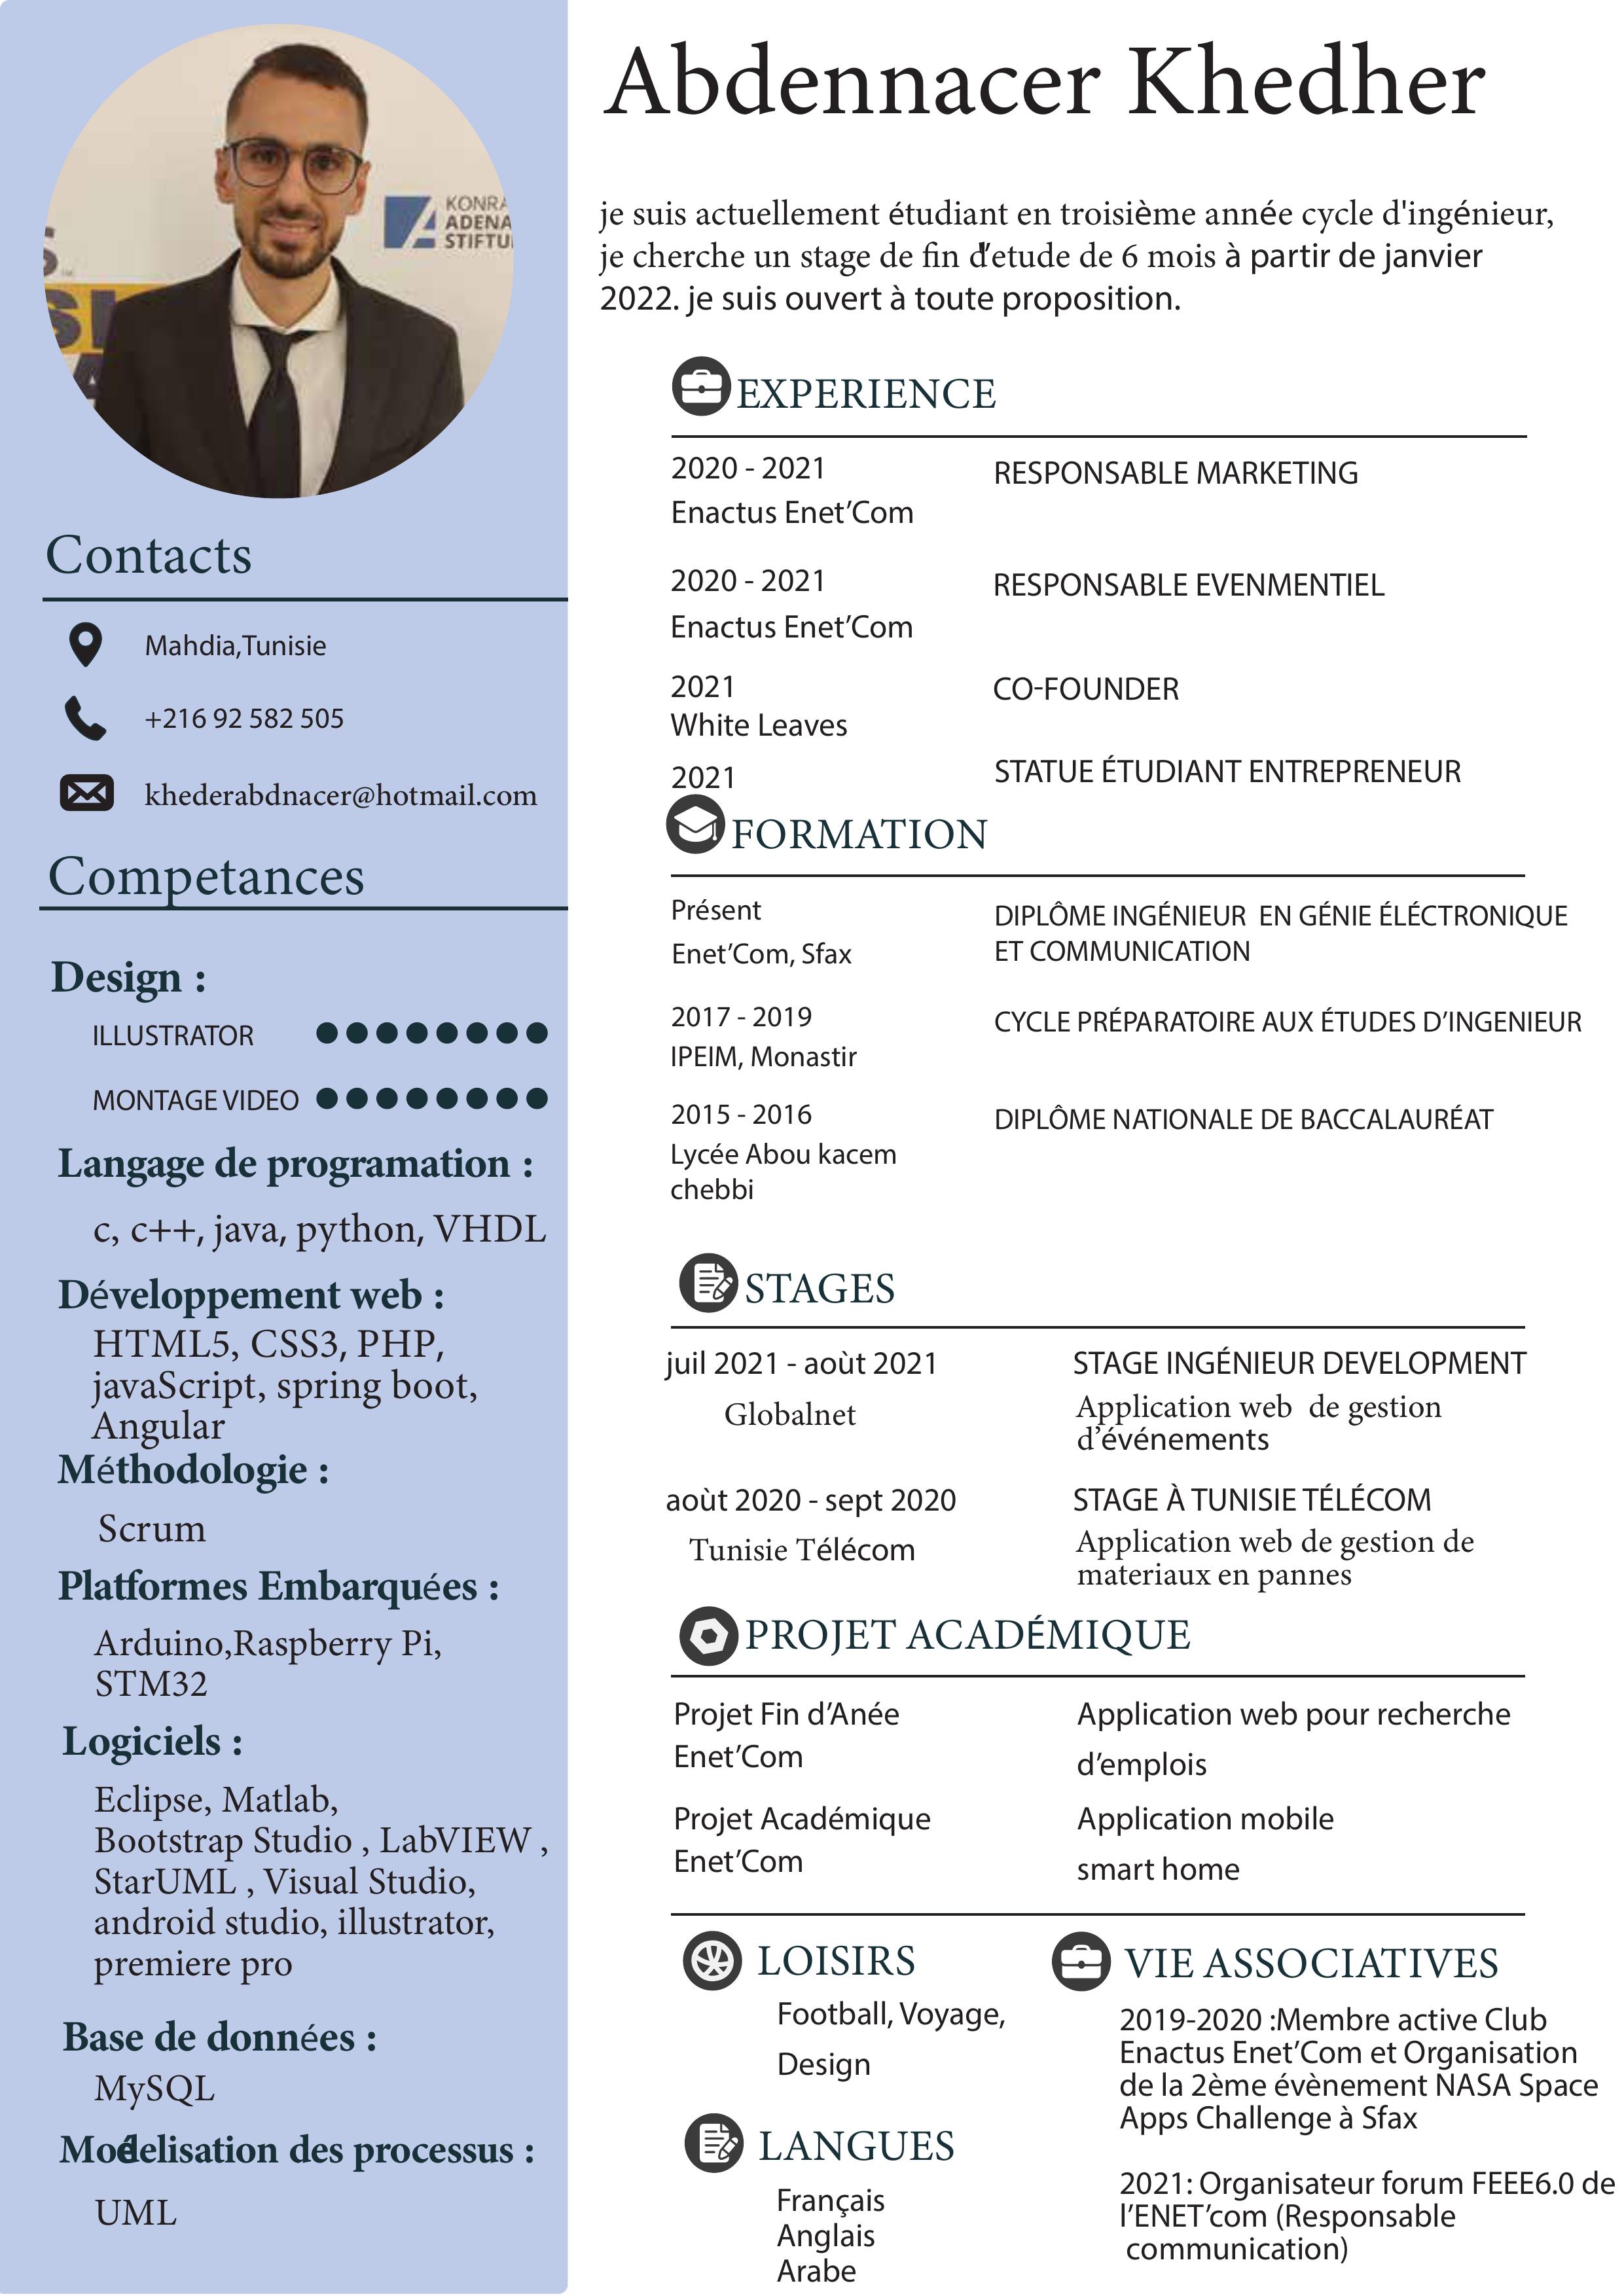 Abdennacer Khedher
je suis actuellement étudiant en troisième année cycle d'ingénieur,
je cherche un stage de fin d'etude de 6 mois à partir de janvier
2022. je suis ouvert à toute proposition.
KONRA
ADENA
STIFTU
Contacts
Mahdia,Tunisie
+216 92 582 505
khederabdnacer@hotmail.com
Competances
Design :
ILLUSTRATOR
MONTAGE VIDEO
Langage de programation :
c, c++, java, python, VHDL
Développement web :
HTML5, CSS3, PHP,
javaScript, spring boot,
Angular
Méthodologie :
Scrum
Platformes Embarquées :
Arduino,Raspberry Pi,
STM32
Logiciels :
Eclipse, Matlab,
Bootstrap Studio , LabVIEW ,
StarUML , Visual Studio,
android studio, illustrator,
premiere pro
Base de données :
MySQL
Modélisation des processus :
UML
EXPERIENCE
2020 - 2021 RESPONSABLE MARKETING
Enactus Enet’Com
2020 - 2021 RESPONSABLE EVENMENTIEL
Enactus Enet’Com
2021 CO-FOUNDER
White Leaves
2021 STATUE ÉTUDIANT ENTREPRENEUR
FORMATION
Présent DIPLÔME INGÉNIEUR EN GÉNIE ÉLÉCTRONIQUE
Enet’Com, Sfax ET COMMUNICATION
2017 - 2019 CYCLE PRÉPARATOIRE AUX ÉTUDES D’INGENIEUR
IPEIM, Monastir
2015 - 2016 DIPLÔME NATIONALE DE BACCALAURÉAT
Lycée Abou kacem
chebbi
STAGES
juil 2021 - aoùt 2021 STAGE INGÉNIEUR DEVELOPMENT
Globalnet Application web de gestion
d’événements
aoùt 2020 - sept 2020 STAGE À TUNISIE TÉLÉCOM
Tunisie Télécom Application web de gestion de
materiaux en pannes
PROJET ACADÉMIQUE
Projet Fin d’Anée Application web pour recherche
Enet’Com d’emplois
Projet Académique Application mobile
Enet’Com smart home
LOISIRS
Football, Voyage,
Design
LANGUES
Français
Anglais
Arabe
VIE ASSOCIATIVES
2019-2020 :Membre active Club
Enactus Enet’Com et Organisation
de la 2ème évènement NASA Space
Apps Challenge à Sfax
2021: Organisateur forum FEEE6.0 de
l’ENET’com (Responsable
communication)